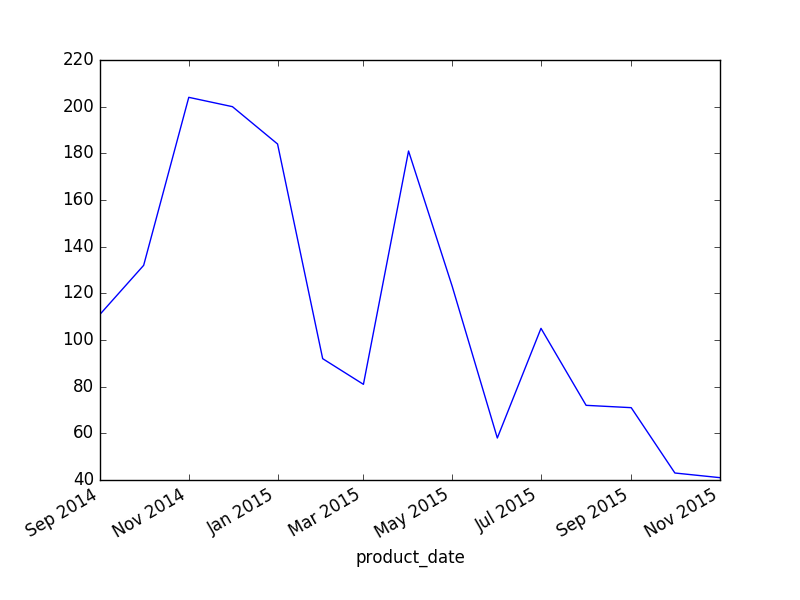 220
200
180
160
140
120
100
80
60
40
Sep 2014
Nov 2014
Jan 2015
Mar 2015
May 2015
Jul 2015
Sep 2015
Nov 2015
product_date